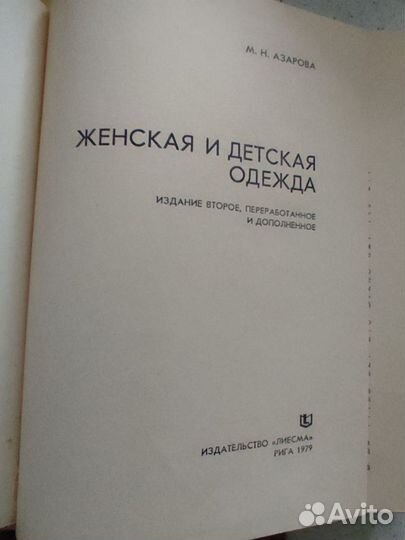 М. Н. АЗАРОВА
ЖЕНСКАЯ И ДЕТСКАЯ
ОДЕЖДА
ИЗДАНИЕ ВТОРОЕ, ПЕРЕРАБОТАННОЕ
И ДОПОЛНЕННОЕ
ИЗДАТЕЛЬСТВО «ЛИЕСМА»
РИГА 1979
Avito